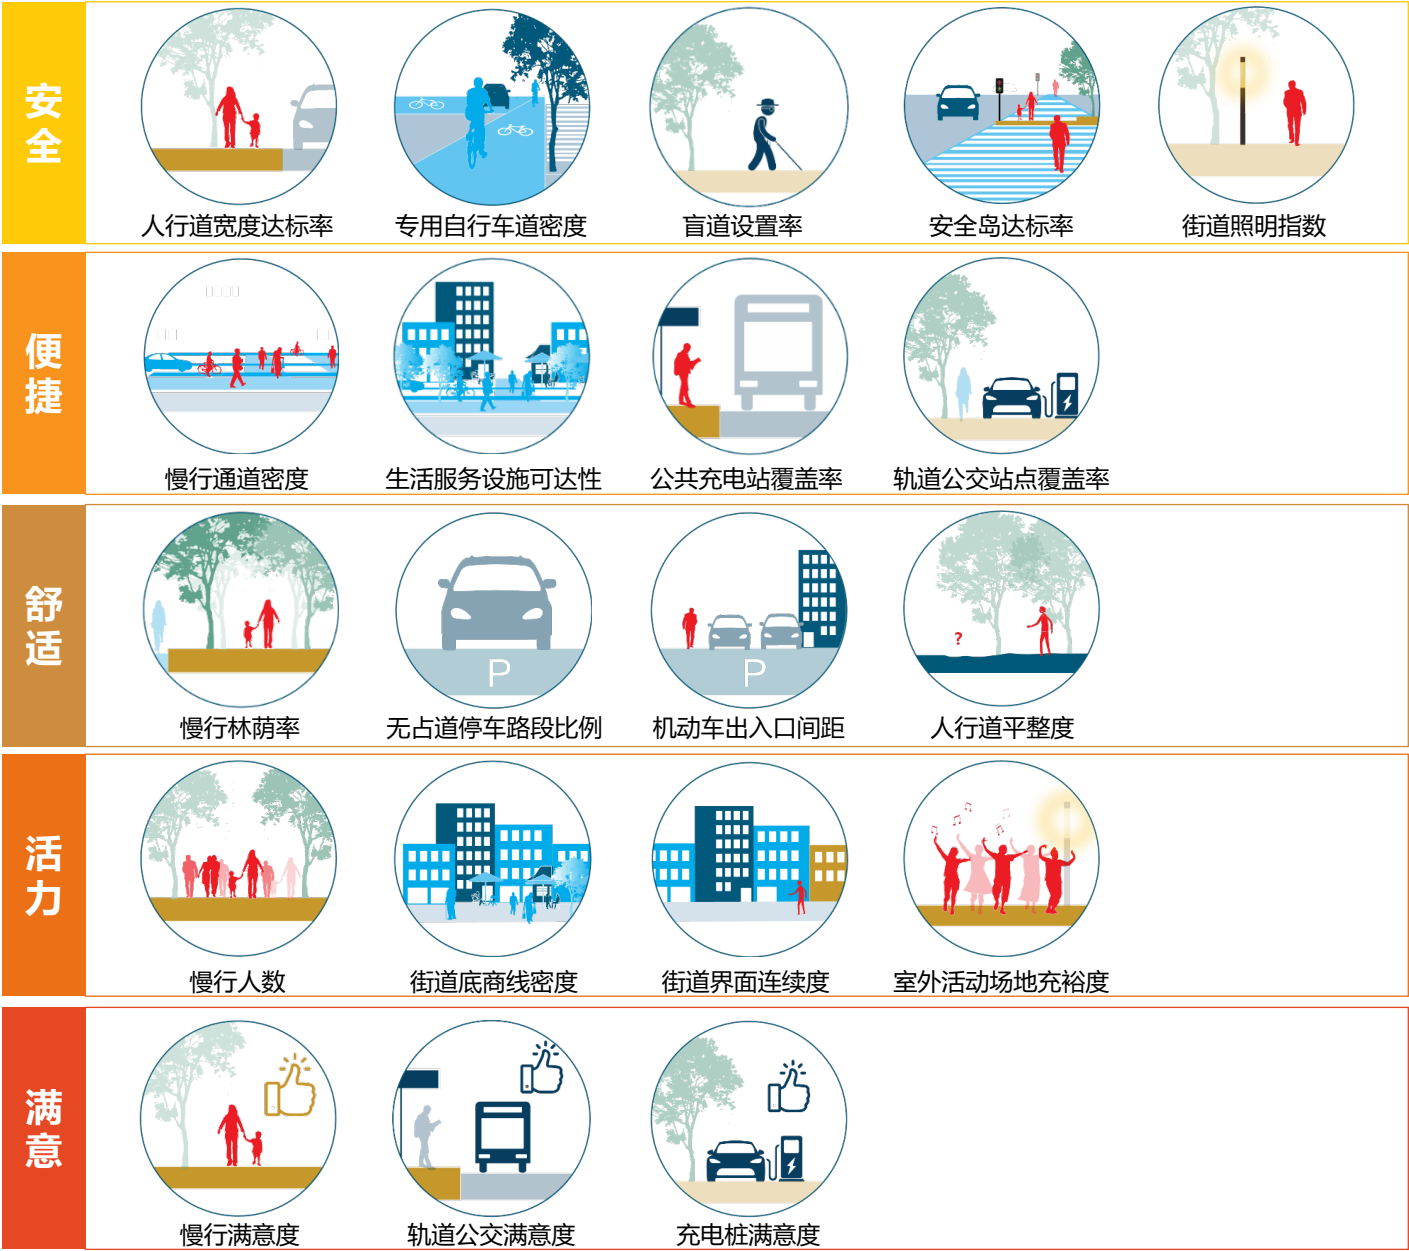 安全
人行道宽度达标率
专用自行车道密度
盲道设置率
安全岛达标率
街道照明指数
便捷
慢行通道密度
生活服务设施可达性
公共充电站覆盖率
轨道公交站点覆盖率
舒适
P
P
?
慢行林荫率
无占道停车路段比例
机动车出入口间距
人行道平整度
活力
慢行人数
街道底商线密度
街道界面连续度
室外活动场地充裕度
满意
慢行满意度
轨道公交满意度
充电桩满意度